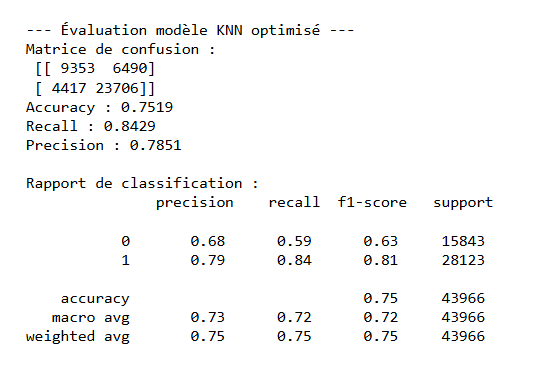 --- Évaluation modèle KNN optimisé ---
Matrice de confusion :
[[ 9353 6490]
[ 4417 23706]]
Accuracy : 0.7519
Recall : 0.8429
Precision : 0.7851
Rapport de classification :
precision recall f1-score support
0 0.68 0.59 0.63 15843
1 0.79 0.84 0.81 28123
accuracy 0.75 43966
macro avg 0.73 0.72 0.72 43966
weighted avg 0.75 0.75 0.75 43966